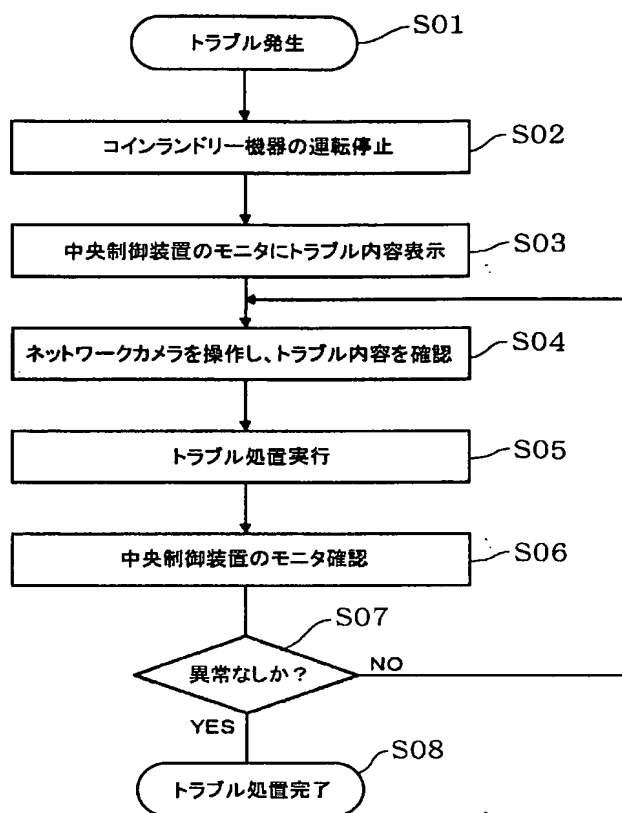 トラブル発生
S01
コインランドリー機器の運転停止
S02
中央制御装置のモニタにトラブル内容表示
S03
ネットワークカメラを操作し、トラブル内容を確認
S04
トラブル処置実行
S05
中央制御装置のモニタ確認
S06
S07
異常なしか?
NO
YES
S08
トラブル処置完了